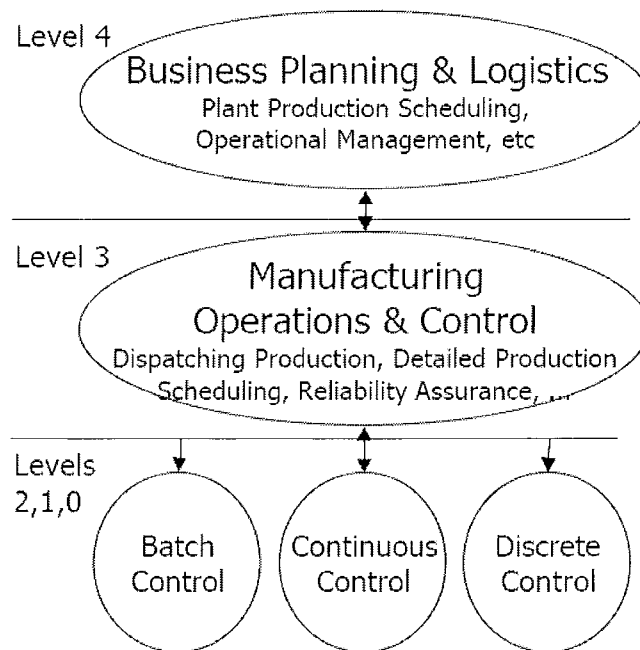 Level 4
Business Planning & Logistics
Plant Production Scheduling,
Operational Management, etc
Level 3
Manufacturing
Operations & Control
Dispatching Production, Detailed Production
Scheduling, Reliability Assurance, ...
Levels
2,1,0
Batch
Control
Continuous
Control
Discrete
Control